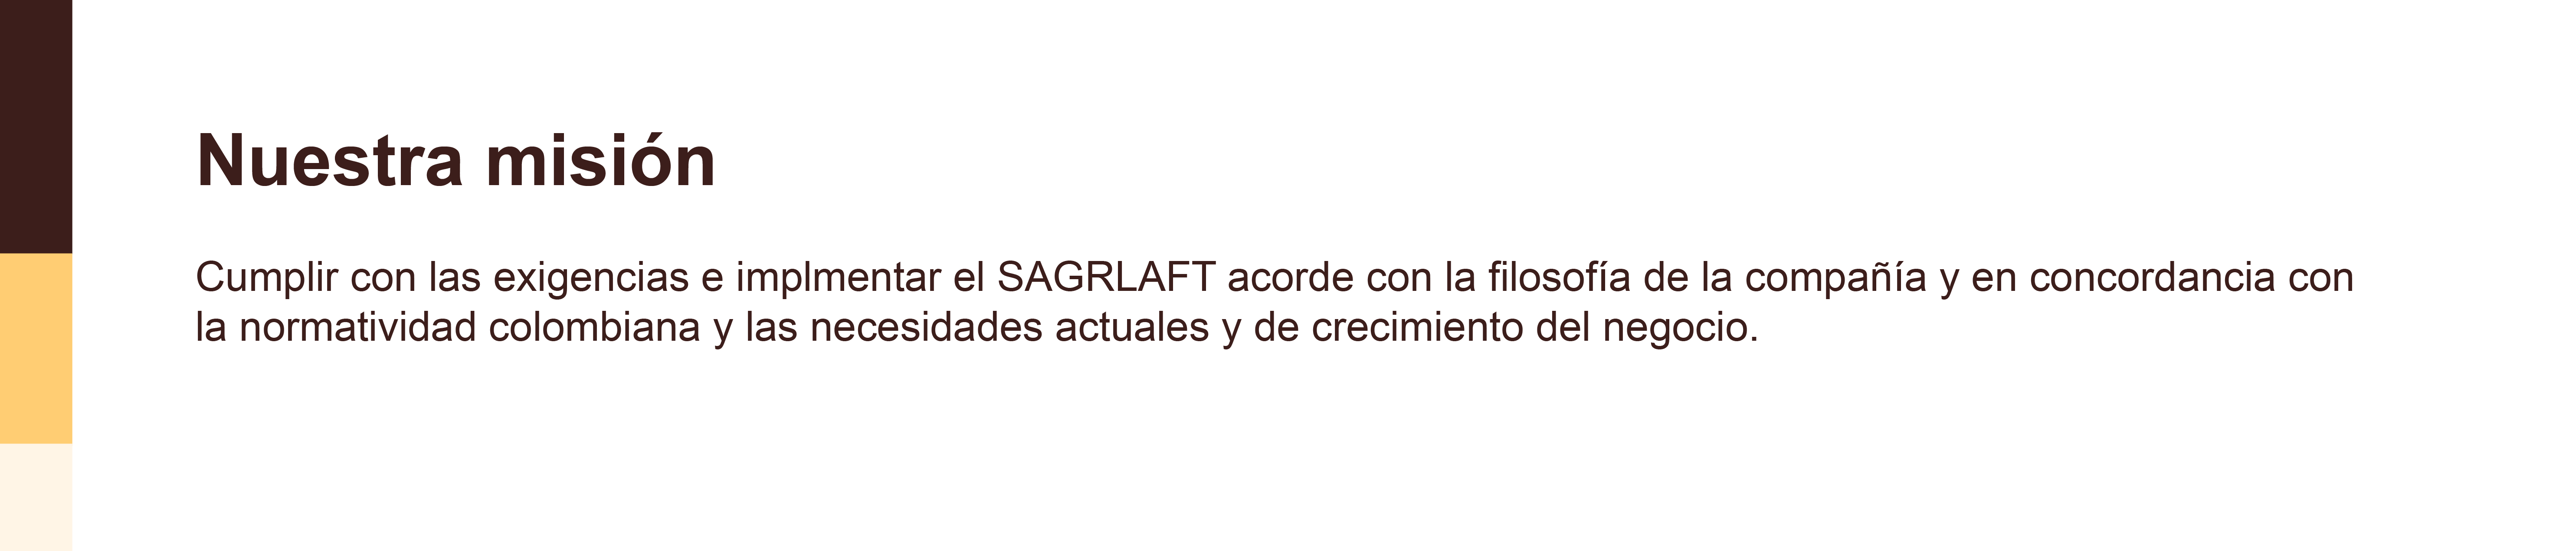 Nuestra misión
Cumplir con las exigencias e implmentar el SAGRLAFT acorde con la filosofía de la compañía y en concordancia con
la normatividad colombiana y las necesidades actuales y de crecimiento del negocio.